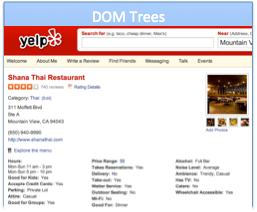 DOM Trees
yelp
Search for (e.g. taco, cheap dinner, Max's)
Near
Mountain V
Welcome About Me Write a Review Find Friends Messaging Talk Events
Shana Thai Restaurant
740 reviews Rating Details
Category: Thai
311 Moffett Blvd
Ste A
Mountain View, CA 94043
(650) 940-9990
http://www.shanathai.com
Explore the menu
Add Photos
Hours:
Mon-Sun 11 am - 3 pm
Mon-Sun 5 pm - 10 pm
Good for Kids: Yes
Accepts Credit Cards: Yes
Parking: Private Lot
Attire: Casual
Good for Groups: Yes
Price Range: $$
Takes Reservations: Yes
Delivery: No
Take-out: Yes
Waiter Service: Yes
Outdoor Seating: No
Wi-Fi: No
Good For: Dinner
Alcohol: Full Bar
Noise Level: Average
Ambience: Trendy, Casual
Has TV: No
Caters: No
Wheelchair Accessible: Yes